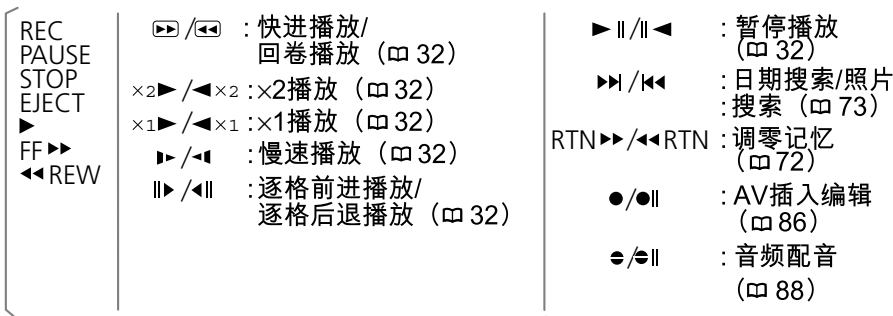 REC
PAUSE
STOP
EJECT
▶
FF ▶▶
◀◀ REW
▶▶ / ◀◀ : 快进播放/
回卷播放（📖 32）
×2▶ /◀×2 : ×2播放（📖 32）
×1▶ /◀×1 : ×1播放（📖 32）
▮▶ / ◀▮ : 慢速播放（📖 32）
‖▶ / ◀‖ : 逐格前进播放/
逐格后退播放（📖 32）
▶‖/‖◀ : 暂停播放
（📖 32）
▶▶| / |◀◀ : 日期搜索/照片
: 搜索（📖 73）
RTN ▶▶/◀◀ RTN : 调零记忆
（📖 72）
●/●‖ : AV插入编辑
（📖 86）
⯊/⯊‖ : 音频配音
（📖 88）